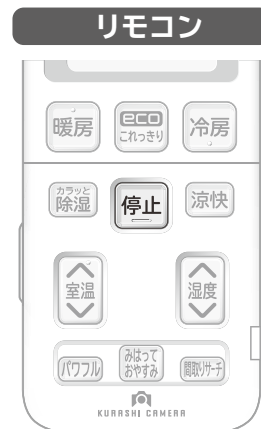 リモコン
暖房
eco
これっきり
冷房
カラッと
除湿
停止
涼快
室温
湿度
パワフル
みはって
おやすみ
間取りサーチ
KURASHI CAMERA